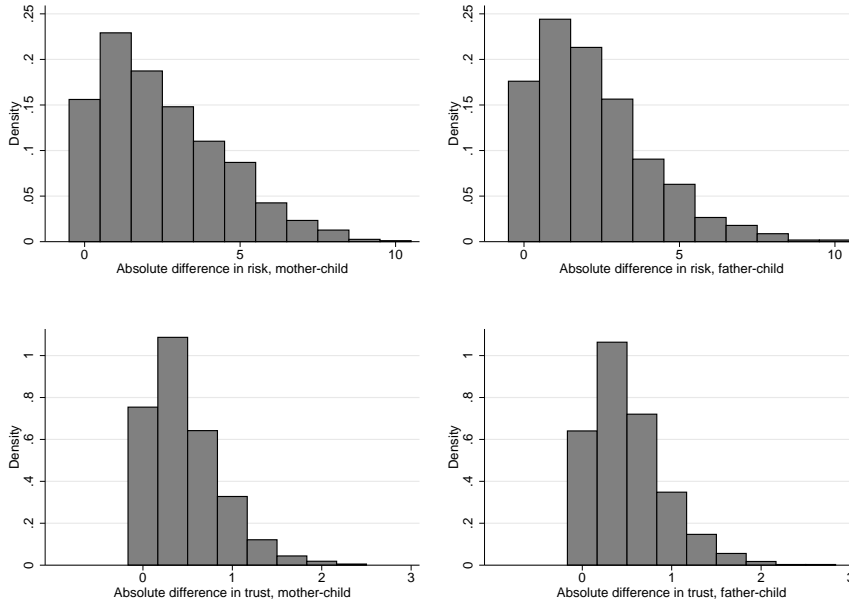 Density
0 .05 .1 .15 .2 .25
0 5 10
Absolute difference in risk, mother-child
Density
0 .05 .1 .15 .2 .25
0 5 10
Absolute difference in risk, father-child
Density
0 .2 .4 .6 .8 1
0 1 2 3
Absolute difference in trust, mother-child
Density
0 .2 .4 .6 .8 1
0 1 2 3
Absolute difference in trust, father-child